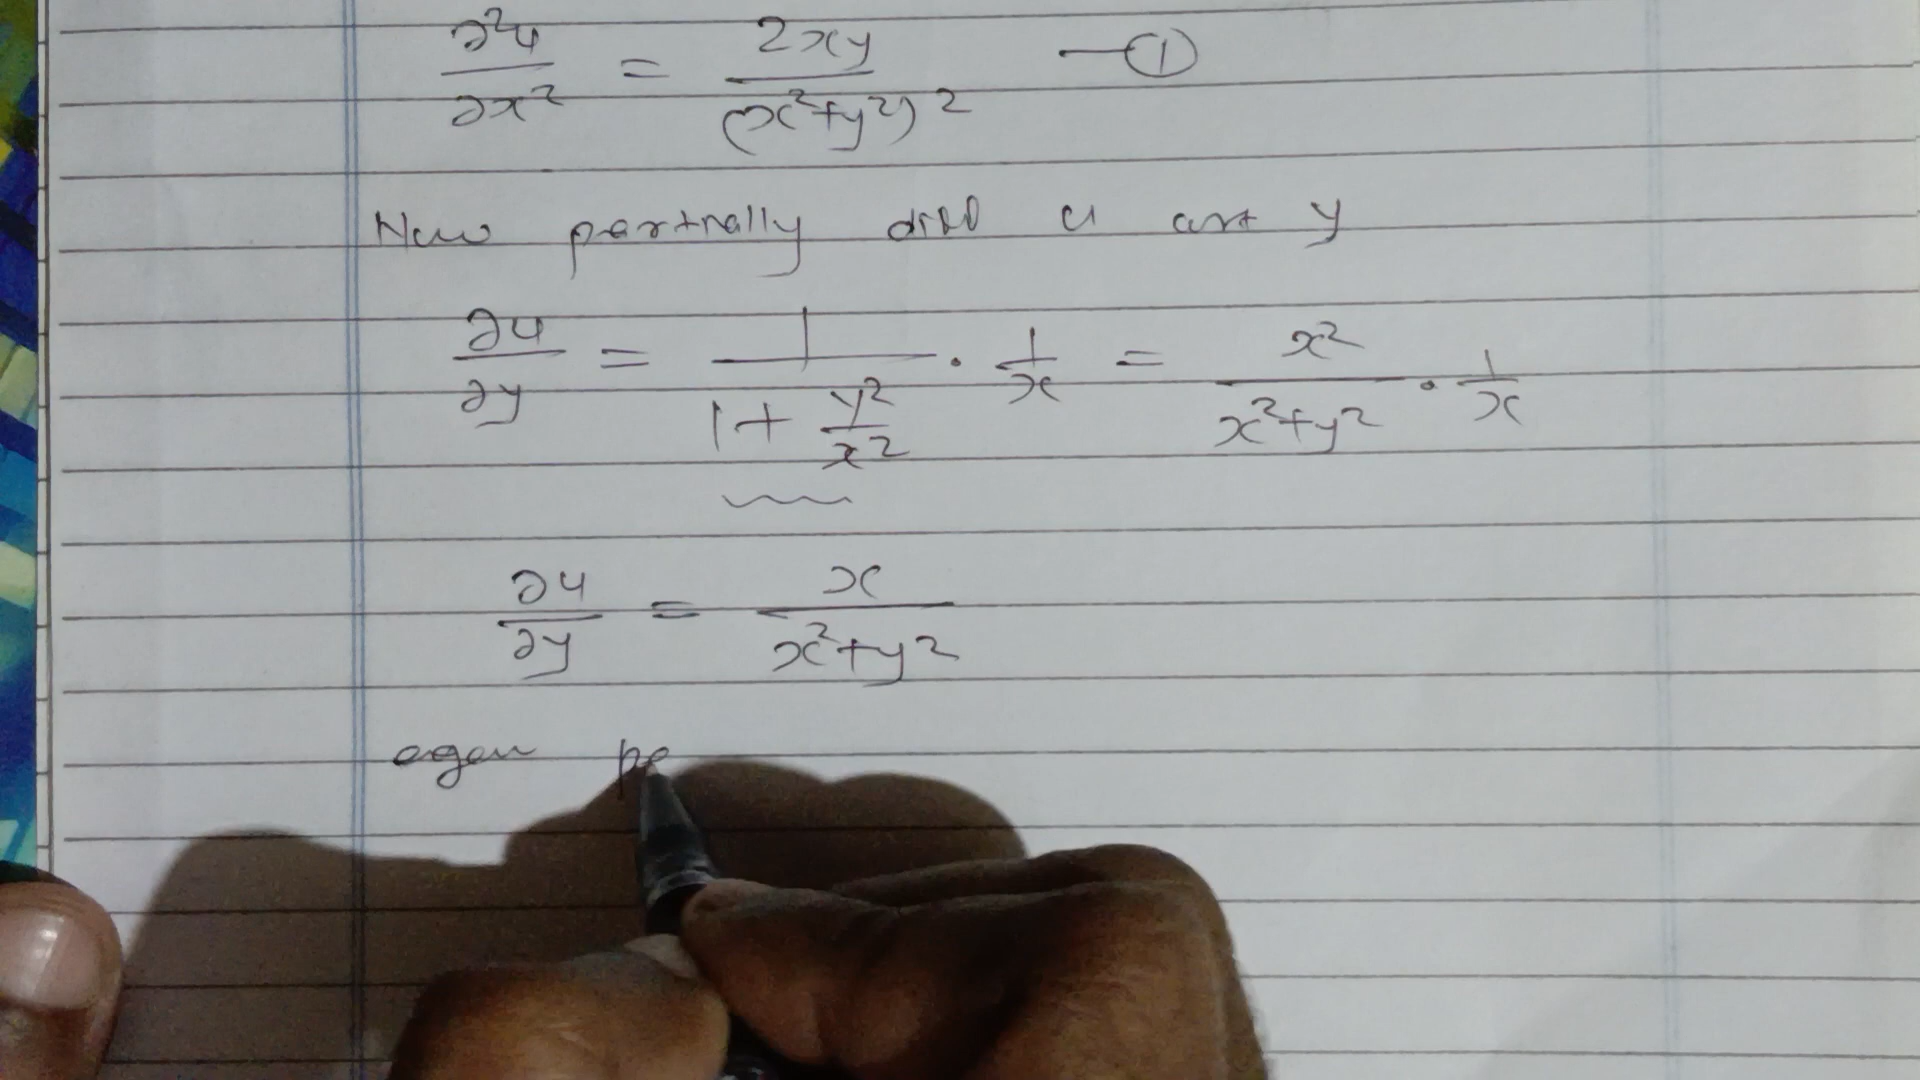 ∂²u/∂x² = 2xy/(x²+y²)² —①
Now partially diff u wrt y
∂u/∂y = 1/(1 + y²/x²) · 1/x = x²/(x²+y²) · 1/x
∂u/∂y = x/(x²+y²)
again pa